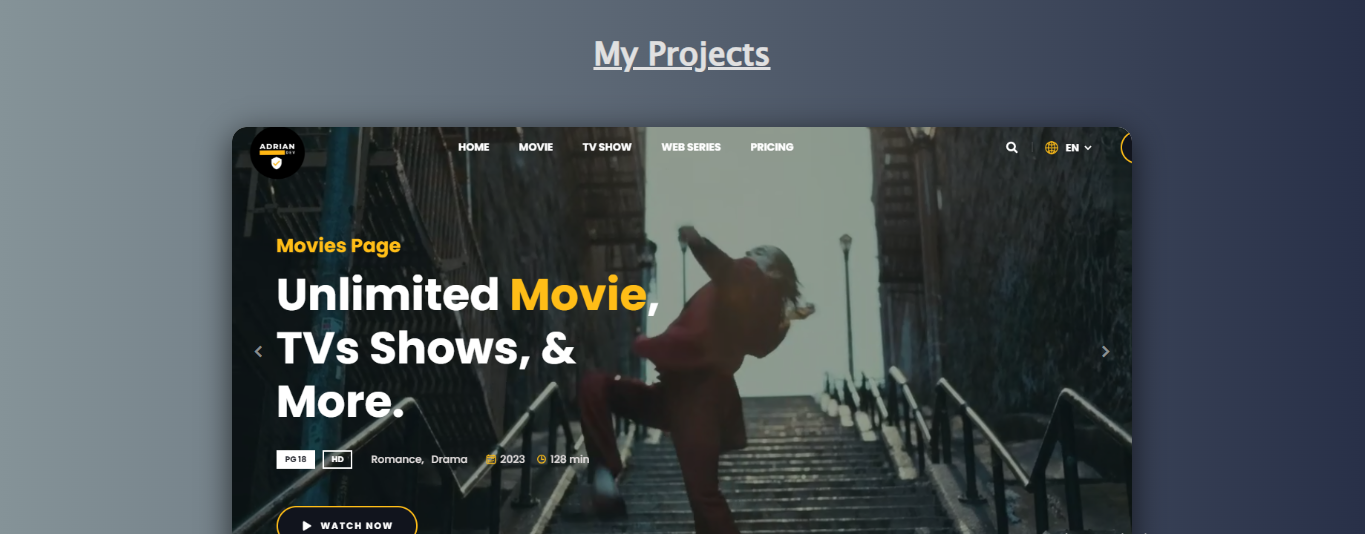 My Projects
ADRIAN
HOME MOVIE TV SHOW WEB SERIES PRICING
EN
Movies Page
Unlimited Movie,
TVs Shows, &
More.
PG 18 HD Romance, Drama 2023 128 min
WATCH NOW